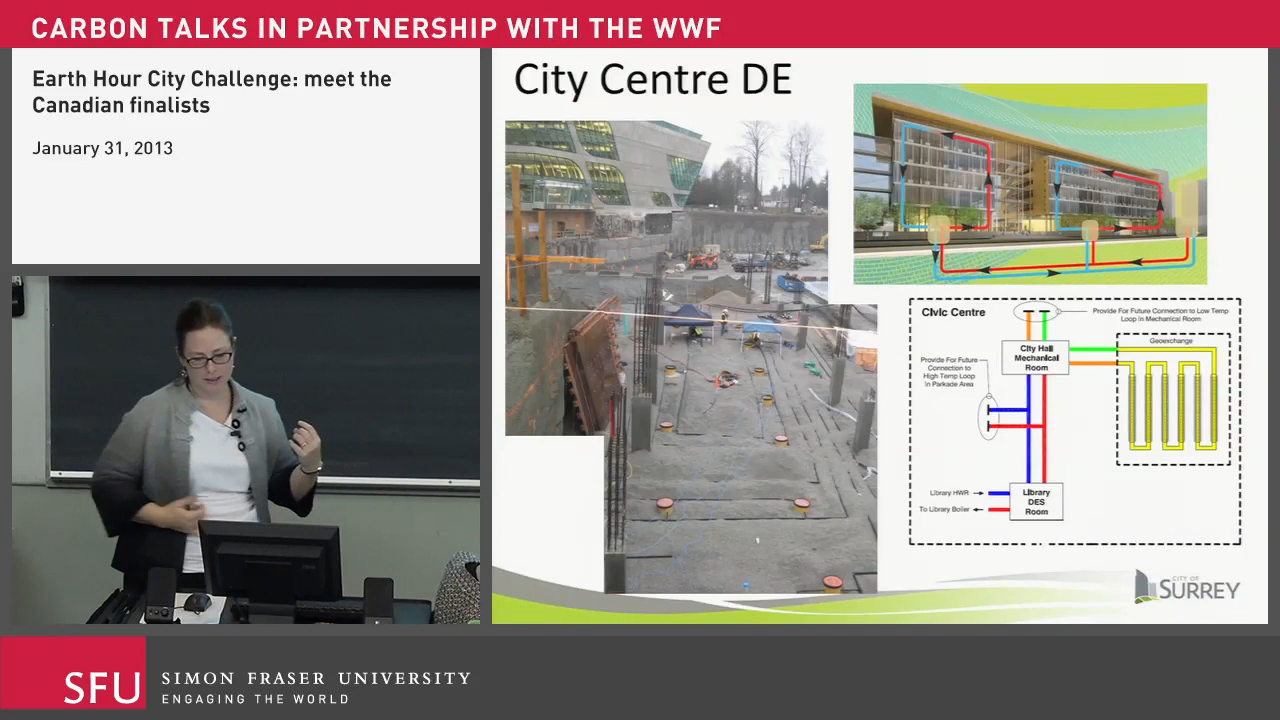 CARBON TALKS IN PARTNERSHIP WITH THE WWF
Earth Hour City Challenge: meet the
Canadian finalists
January 31, 2013
City Centre DE
Civic Centre
Provide For Future Connection to Low Temp
Loop in Mechanical Room
City Hall
Mechanical
Room
Geoexchange
Provide For Future
Connection to
High Temp Loop
in Parkade Area
Library HWR
To Library Boiler
Library
DES
Room
CITY OF
SURREY
SFU
SIMON FRASER UNIVERSITY
ENGAGING THE WORLD